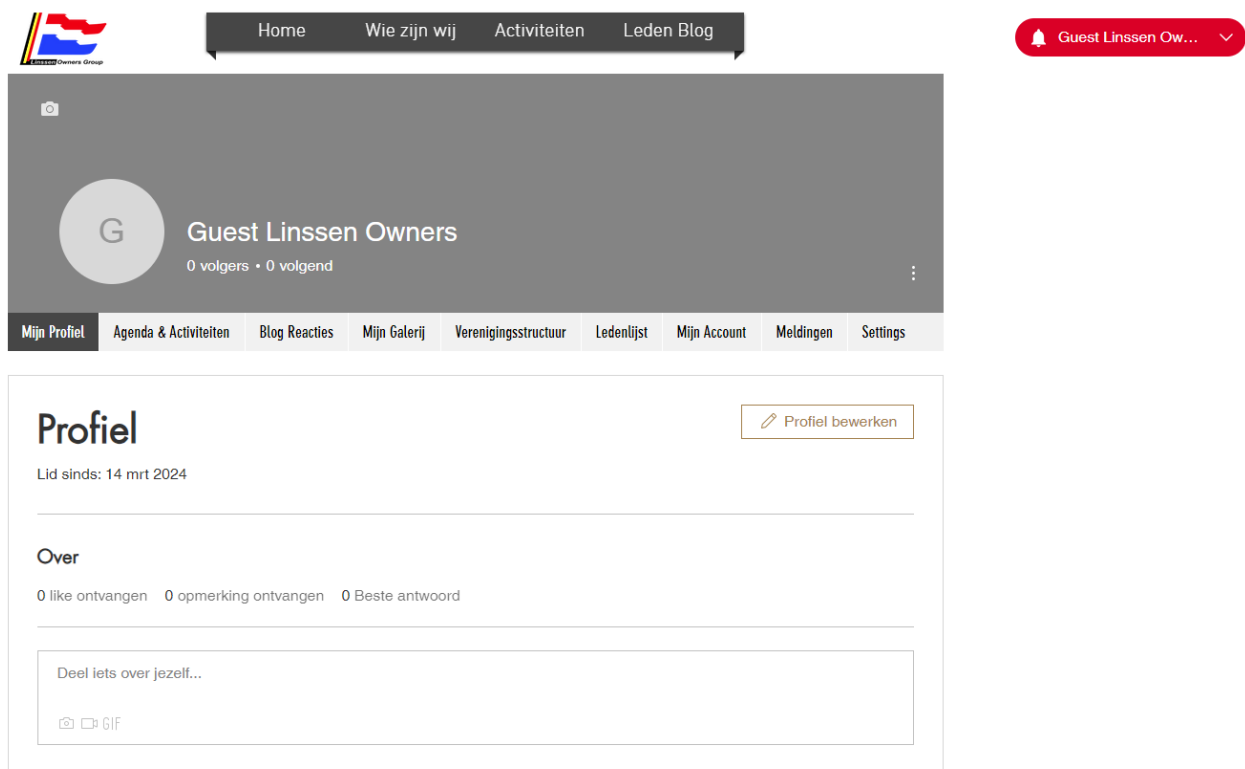 Home Wie zijn wij Activiteiten Leden Blog
Guest Linssen Ow...
Linssen Owners Group
G
Guest Linssen Owners
0 volgers • 0 volgend
Mijn Profiel Agenda & Activiteiten Blog Reacties Mijn Galerij Verenigingsstructuur Ledenlijst Mijn Account Meldingen Settings
Profiel
Profiel bewerken
Lid sinds: 14 mrt 2024
Over
0 like ontvangen 0 opmerking ontvangen 0 Beste antwoord
Deel iets over jezelf...
GIF